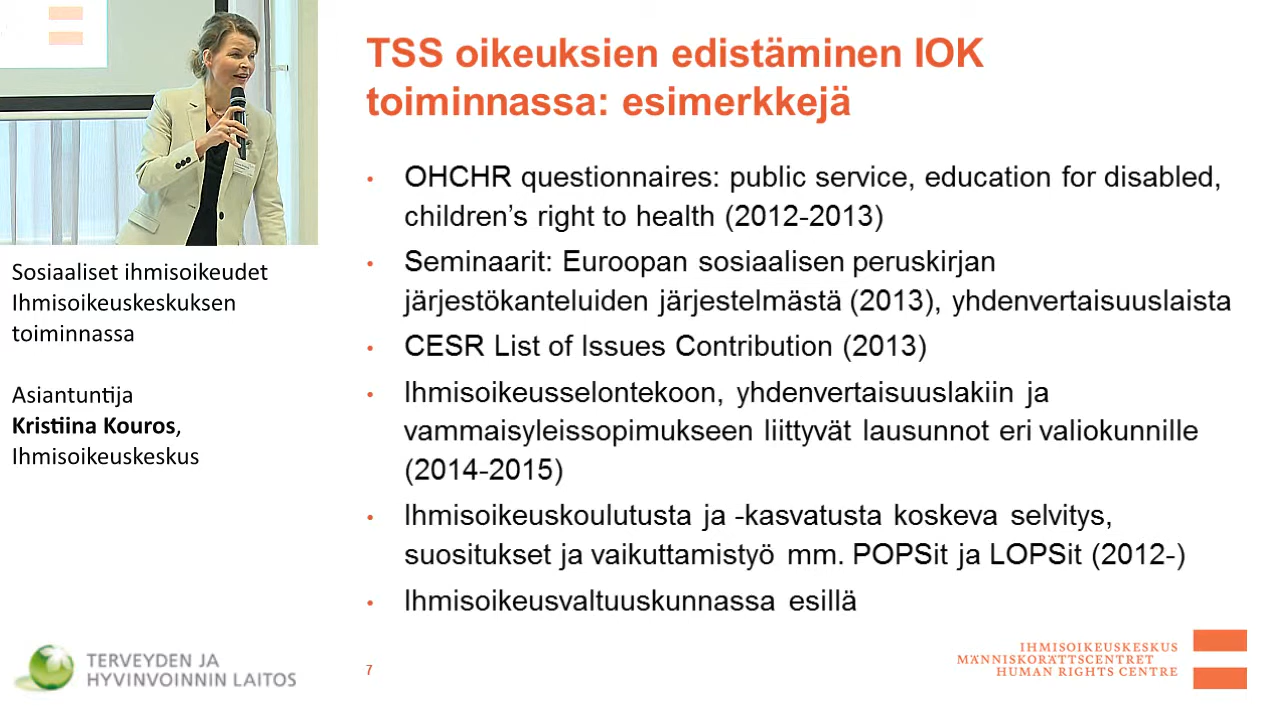 TSS oikeuksien edistäminen IOK
toiminnassa: esimerkkejä
• OHCHR questionnaires: public service, education for disabled,
children's right to health (2012-2013)
• Seminaarit: Euroopan sosiaalisen peruskirjan
järjestökanteluiden järjestelmästä (2013), yhdenvertaisuuslaista
• CESR List of Issues Contribution (2013)
• Ihmisoikeusselontekoon, yhdenvertaisuuslakiin ja
vammaisyleissopimukseen liittyvät lausunnot eri valiokunnille
(2014-2015)
• Ihmisoikeuskoulutusta ja -kasvatusta koskeva selvitys,
suositukset ja vaikuttamistyö mm. POPSit ja LOPSit (2012-)
• Ihmisoikeusvaltuuskunnassa esillä
Sosiaaliset ihmisoikeudet
Ihmisoikeuskeskuksen
toiminnassa
Asiantuntija
Kristiina Kouros,
Ihmisoikeuskeskus
TERVEYDEN JA
HYVINVOINNIN LAITOS
7
IHMISOIKEUSKESKUS
MÄNNISKORÄTTSCENTRET
HUMAN RIGHTS CENTRE